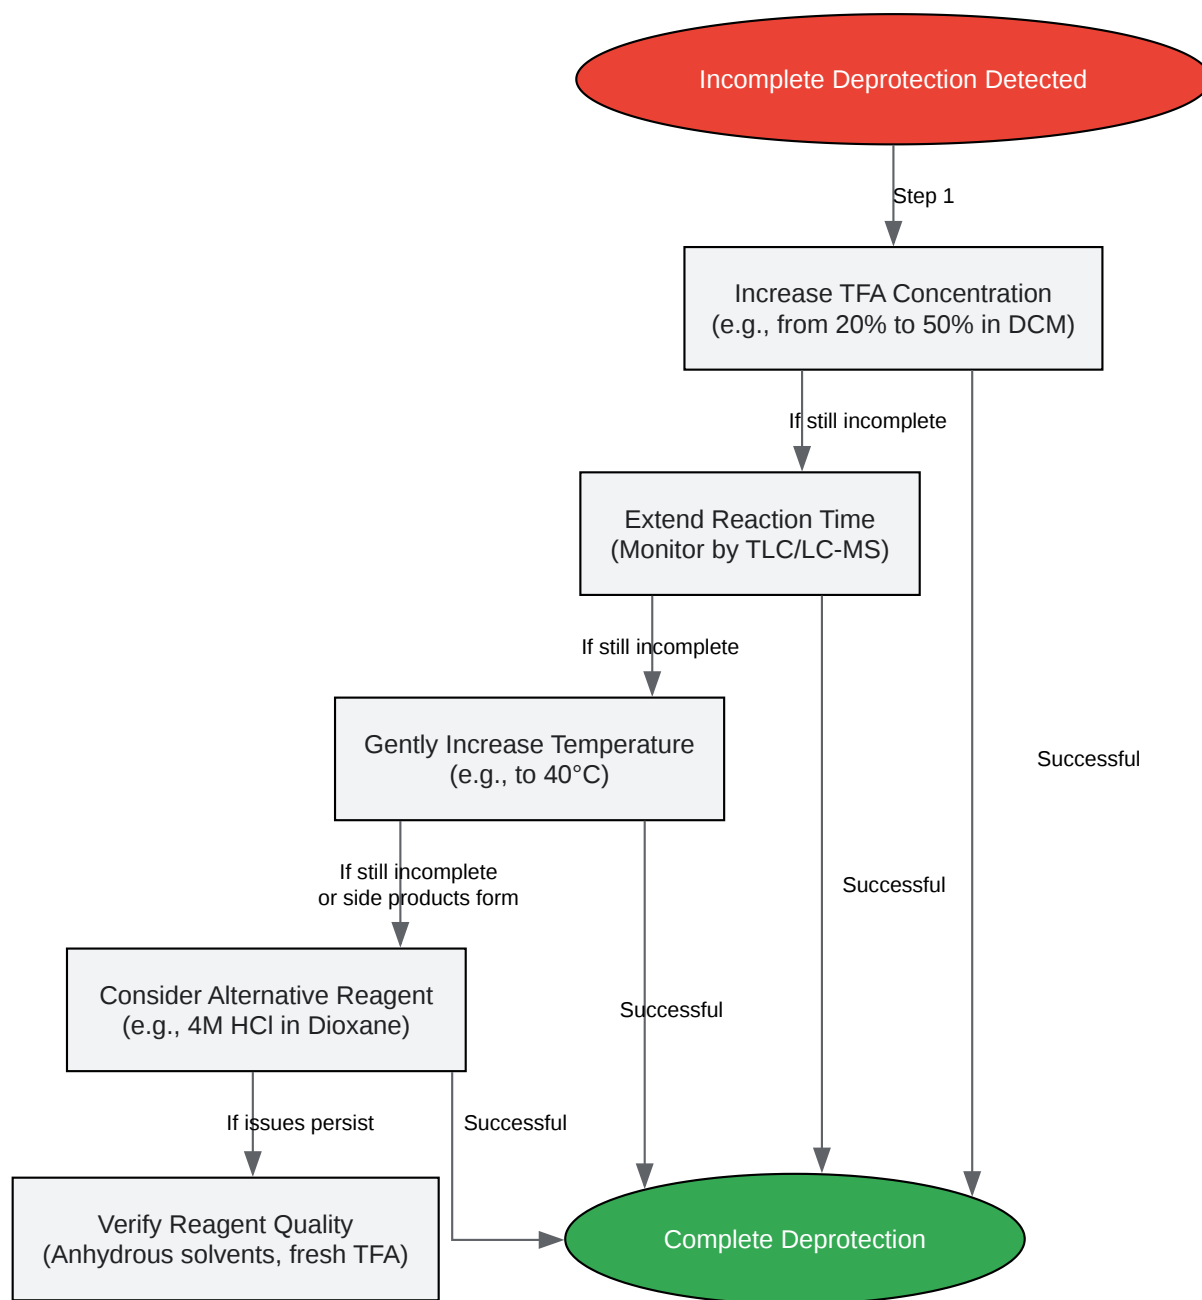 Incomplete Deprotection Detected
Step 1
Increase TFA Concentration
(e.g., from 20% to 50% in DCM)
If still incomplete
Extend Reaction Time
(Monitor by TLC/LC-MS)
If still incomplete
Gently Increase Temperature
(e.g., to 40°C)
Successful
If still incomplete
or side products form
Successful
Consider Alternative Reagent
(e.g., 4M HCl in Dioxane)
Successful
If issues persist
Successful
Verify Reagent Quality
(Anhydrous solvents, fresh TFA)
Complete Deprotection